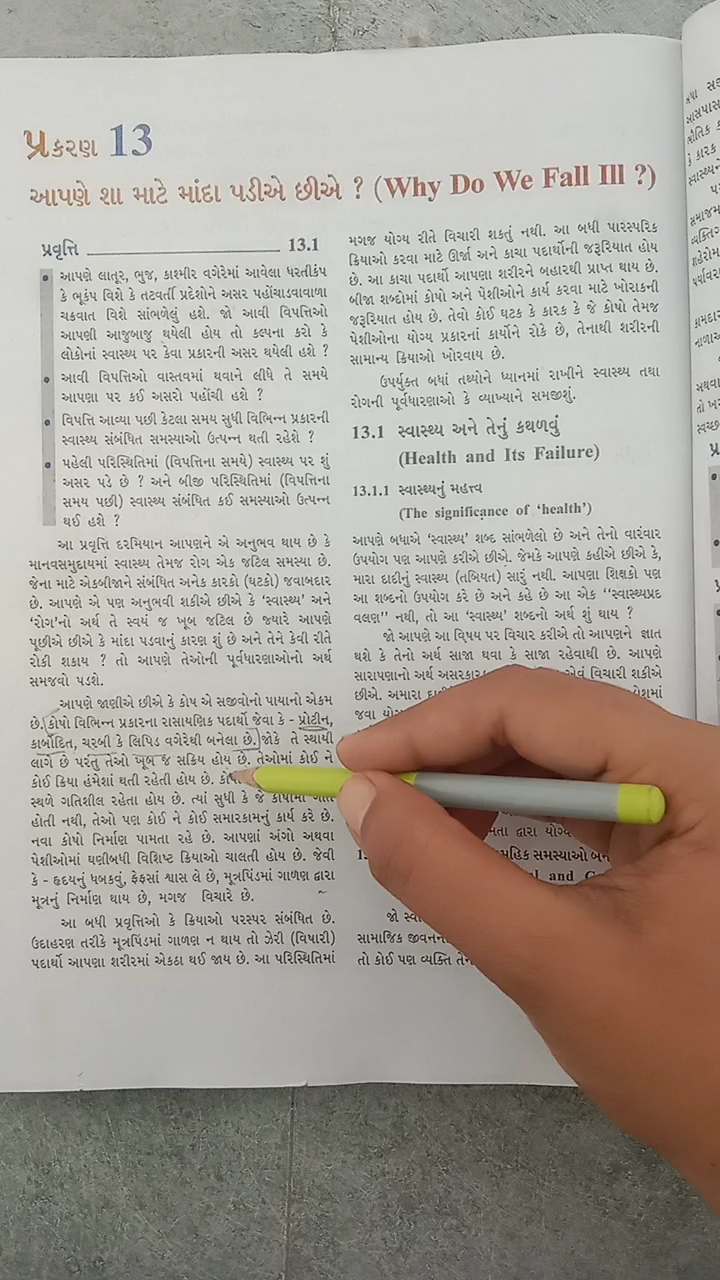 પ્રકરણ 13
આપણે શા માટે માંદા પડીએ છીએ ? (Why Do We Fall Ill ?)
પ્રવૃત્તિ ______________ 13.1
• આપણે લાતૂર, ભુજ, કાશ્મીર વગેરેમાં આવેલા ધરતીકંપ
કે ભૂકંપ વિશે કે તટવર્તી પ્રદેશોને અસર પહોંચાડવાવાળા
ચક્રવાત વિશે સાંભળેલું હશે. જો આવી વિપત્તિઓ
આપણી આજુબાજુ થયેલી હોય તો કલ્પના કરો કે
લોકોનાં સ્વાસ્થ્ય પર કેવા પ્રકારની અસર થયેલી હશે ?
• આવી વિપત્તિઓ વાસ્તવમાં થવાને લીધે તે સમયે
આપણા પર કઈ અસરો પહોંચી હશે ?
• વિપત્તિ આવ્યા પછી કેટલા સમય સુધી વિભિન્ન પ્રકારની
સ્વાસ્થ્ય સંબંધિત સમસ્યાઓ ઉત્પન્ન થતી રહેશે ?
• પહેલી પરિસ્થિતિમાં (વિપત્તિના સમયે) સ્વાસ્થ્ય પર શું
અસર પડે છે ? અને બીજી પરિસ્થિતિમાં (વિપત્તિના
સમય પછી) સ્વાસ્થ્ય સંબંધિત કઈ સમસ્યાઓ ઉત્પન્ન
થઈ હશે ?
આ પ્રવૃત્તિ દરમિયાન આપણને એ અનુભવ થાય છે કે
માનવસમુદાયમાં સ્વાસ્થ્ય તેમજ રોગ એક જટિલ સમસ્યા છે.
જેના માટે એકબીજાને સંબંધિત અનેક કારકો (ઘટકો) જવાબદાર
છે. આપણે એ પણ અનુભવી શકીએ છીએ કે ‘સ્વાસ્થ્ય’ અને
‘રોગ’નો અર્થ તે સ્વયં જ ખૂબ જટિલ છે જ્યારે આપણે
પૂછીએ છીએ કે માંદા પડવાનું કારણ શું છે અને તેને કેવી રીતે
રોકી શકાય ? તો આપણે તેઓની પૂર્વધારણાઓનો અર્થ
સમજવો પડશે.
આપણે જાણીએ છીએ કે કોષ એ સજીવોનો પાયાનો એકમ
છે. કોષો વિભિન્ન પ્રકારના રાસાયણિક પદાર્થો જેવા કે - પ્રોટીન,
કાર્બોદિત, ચરબી કે લિપિડ વગેરેથી બનેલા છે. જોકે તે સ્થાયી
લાગે છે પરંતુ તેઓ ખૂબ જ સક્રિય હોય છે. તેઓમાં કોઈ ને
કોઈ ક્રિયા હંમેશાં થતી રહેતી હોય છે.
સ્થળે ગતિશીલ રહેતા હોય છે. ત્યાં સુધી કે જે કોષોમાં ગતિ
હોતી નથી, તેઓ પણ કોઈ ને કોઈ સમારકામનું કાર્ય કરે છે.
નવા કોષો નિર્માણ પામતા રહે છે. આપણાં અંગો અથવા
પેશીઓમાં ઘણીબધી વિશિષ્ટ ક્રિયાઓ ચાલતી હોય છે. જેવી
કે - હૃદયનું ધબકવું, ફેફસાં શ્વાસ લે છે, મૂત્રપિંડમાં ગાળણ દ્વારા
મૂત્રનું નિર્માણ થાય છે, મગજ વિચારે છે.
આ બધી પ્રવૃત્તિઓ કે ક્રિયાઓ પરસ્પર સંબંધિત છે.
ઉદાહરણ તરીકે મૂત્રપિંડમાં ગાળણ ન થાય તો ઝેરી (વિષારી)
પદાર્થો આપણા શરીરમાં એકઠા થઈ જાય છે. આ પરિસ્થિતિમાં
મગજ યોગ્ય રીતે વિચારી શકતું નથી. આ બધી પારસ્પરિક
ક્રિયાઓ કરવા માટે ઊર્જા અને કાચા પદાર્થોની જરૂરિયાત હોય
છે. આ કાચા પદાર્થો આપણા શરીરને બહારથી પ્રાપ્ત થાય છે.
બીજા શબ્દોમાં કોષો અને પેશીઓને કાર્ય કરવા માટે ખોરાકની
જરૂરિયાત હોય છે. તેવો કોઈ ઘટક કે કારક કે જે કોષો તેમજ
પેશીઓના યોગ્ય પ્રકારનાં કાર્યોને રોકે છે, તેનાથી શરીરની
સામાન્ય ક્રિયાઓ ખોરવાય છે.
ઉપર્યુક્ત બધાં તથ્યોને ધ્યાનમાં રાખીને સ્વાસ્થ્ય તથા
રોગની પૂર્વધારણાઓ કે વ્યાખ્યાને સમજીશું.
13.1 સ્વાસ્થ્ય અને તેનું કથળવું
(Health and Its Failure)
13.1.1 સ્વાસ્થ્યનું મહત્ત્વ
(The significance of ‘health’)
આપણે બધાએ ‘સ્વાસ્થ્ય’ શબ્દ સાંભળેલો છે અને તેનો વારંવાર
ઉપયોગ પણ આપણે કરીએ છીએ. જેમકે આપણે કહીએ છીએ કે,
મારા દાદીનું સ્વાસ્થ્ય (તબિયત) સારું નથી. આપણા શિક્ષકો પણ
આ શબ્દનો ઉપયોગ કરે છે અને કહે છે આ એક “સ્વાસ્થ્યપ્રદ
વલણ” નથી, તો આ ‘સ્વાસ્થ્ય’ શબ્દનો અર્થ શું થાય ?
જો આપણે આ વિષય પર વિચાર કરીએ તો આપણને જ્ઞાત
થશે કે તેનો અર્થ સાજા થવા કે સાજા રહેવાથી છે. આપણે
સારાપણાનો અર્થ એવું વિચારી શકીએ
છીએ. અમારા
જવા
દ્વારા
સમસ્યાઓ
and
જો
સામાજિક
તો કોઈ પણ વ્યક્તિ